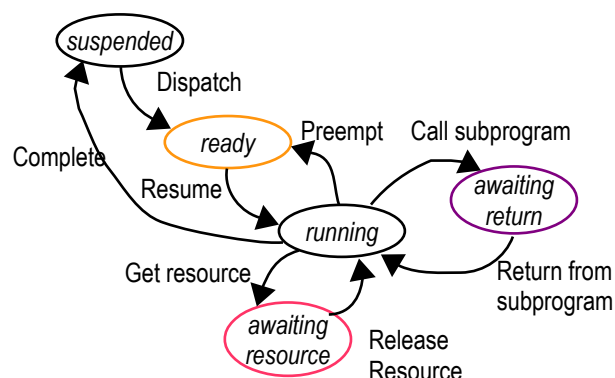 suspended
Dispatch
ready
Preempt
Call subprogram
Complete
Resume
awaiting
return
running
Get resource
Return from
subprogram
awaiting
resource
Release
Resource